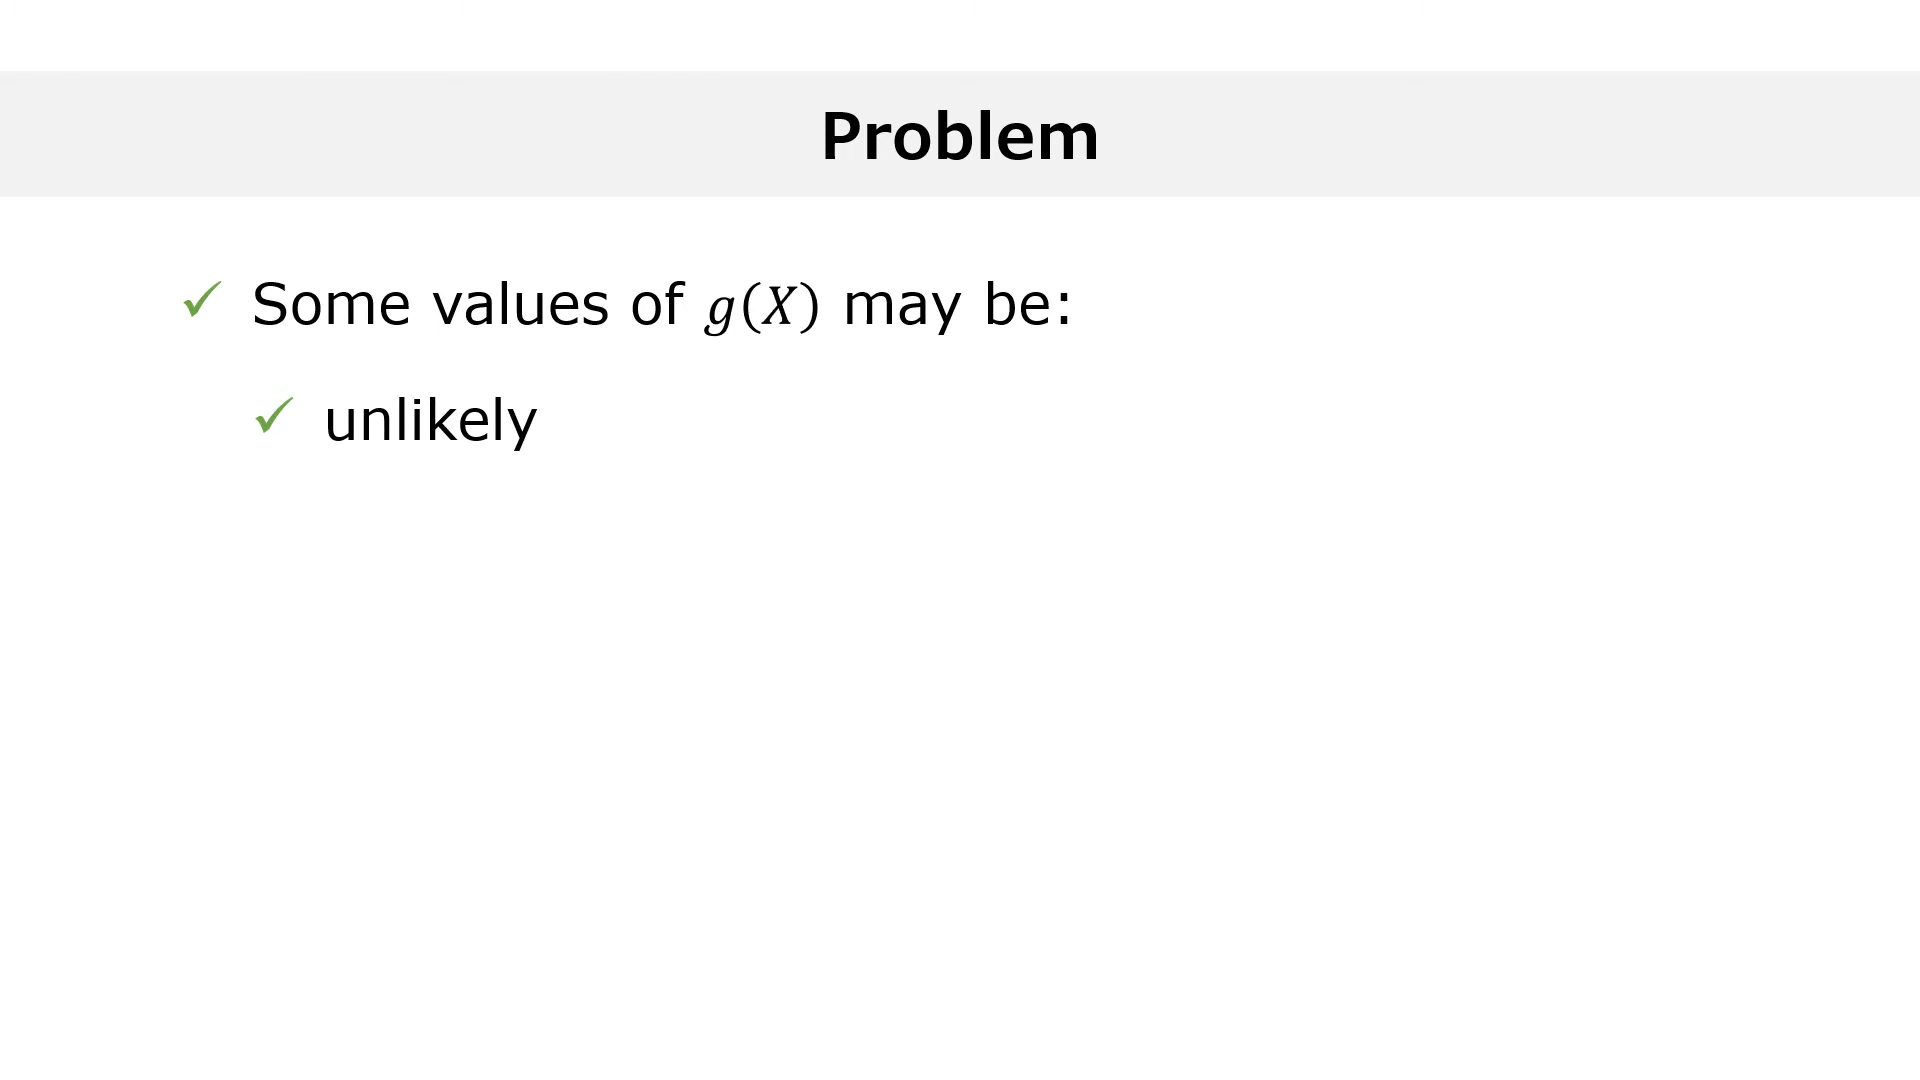 Problem
✓ Some values of g(X) may be:
✓ unlikely